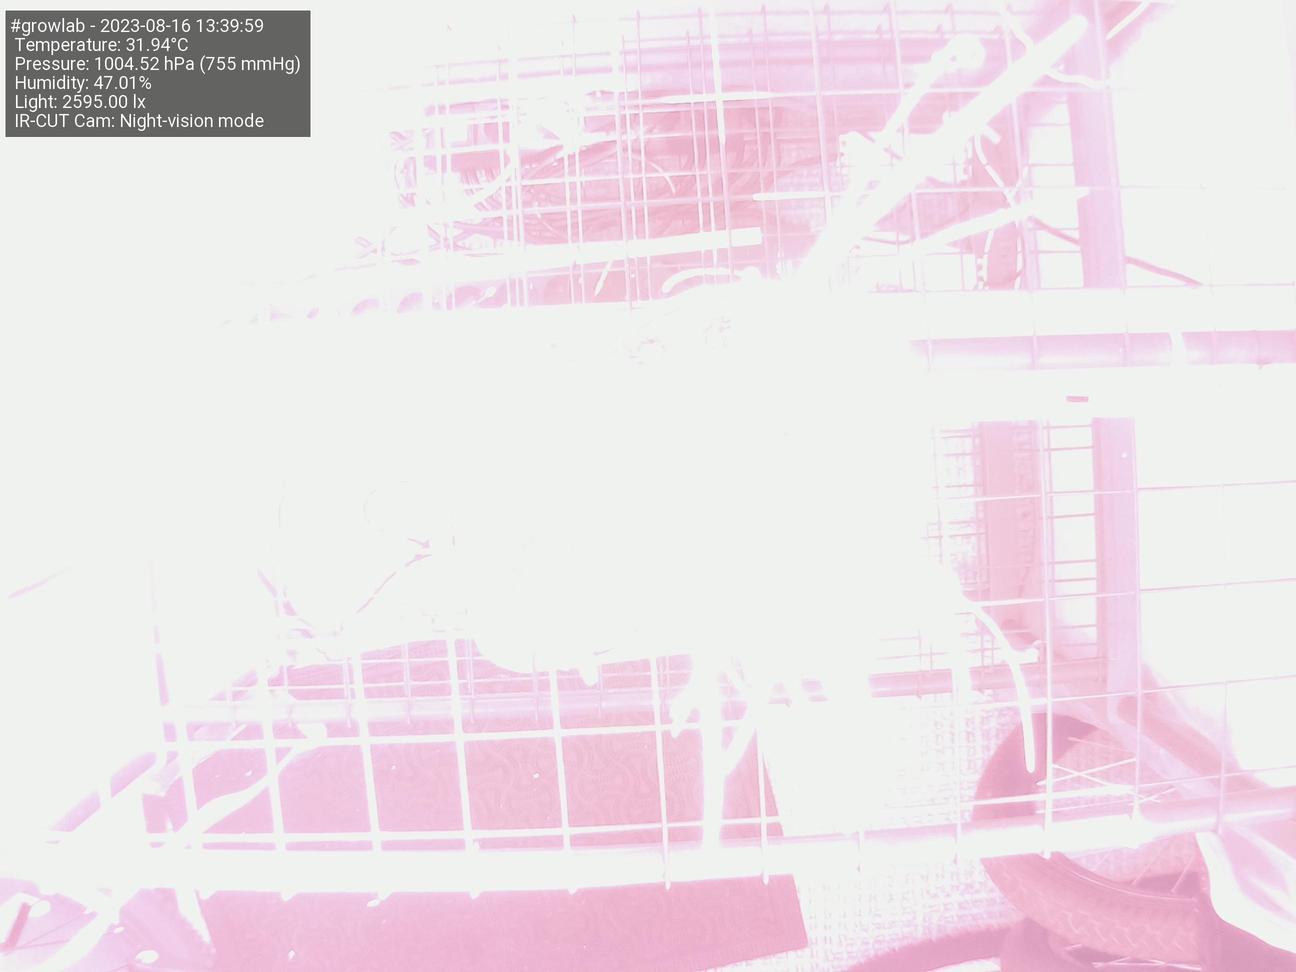 #growlab - 2023-08-16 13:39:59
Temperature: 31.94°C
Pressure: 1004.52 hPa (755 mmHg)
Humidity: 47.01%
Light: 2595.00 lx
IR-CUT Cam: Night-vision mode